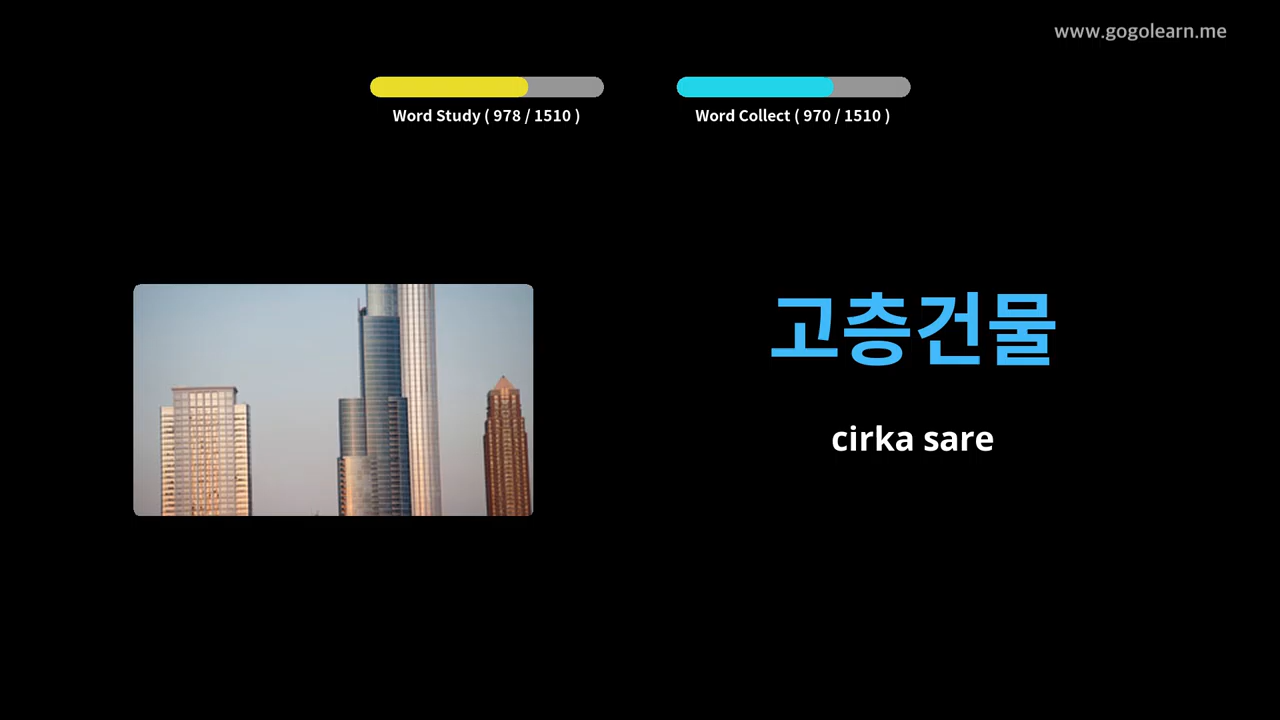 www.gogolearn.me
Word Study ( 978 / 1510 )
Word Collect ( 970 / 1510 )
고층건물
cirka sare